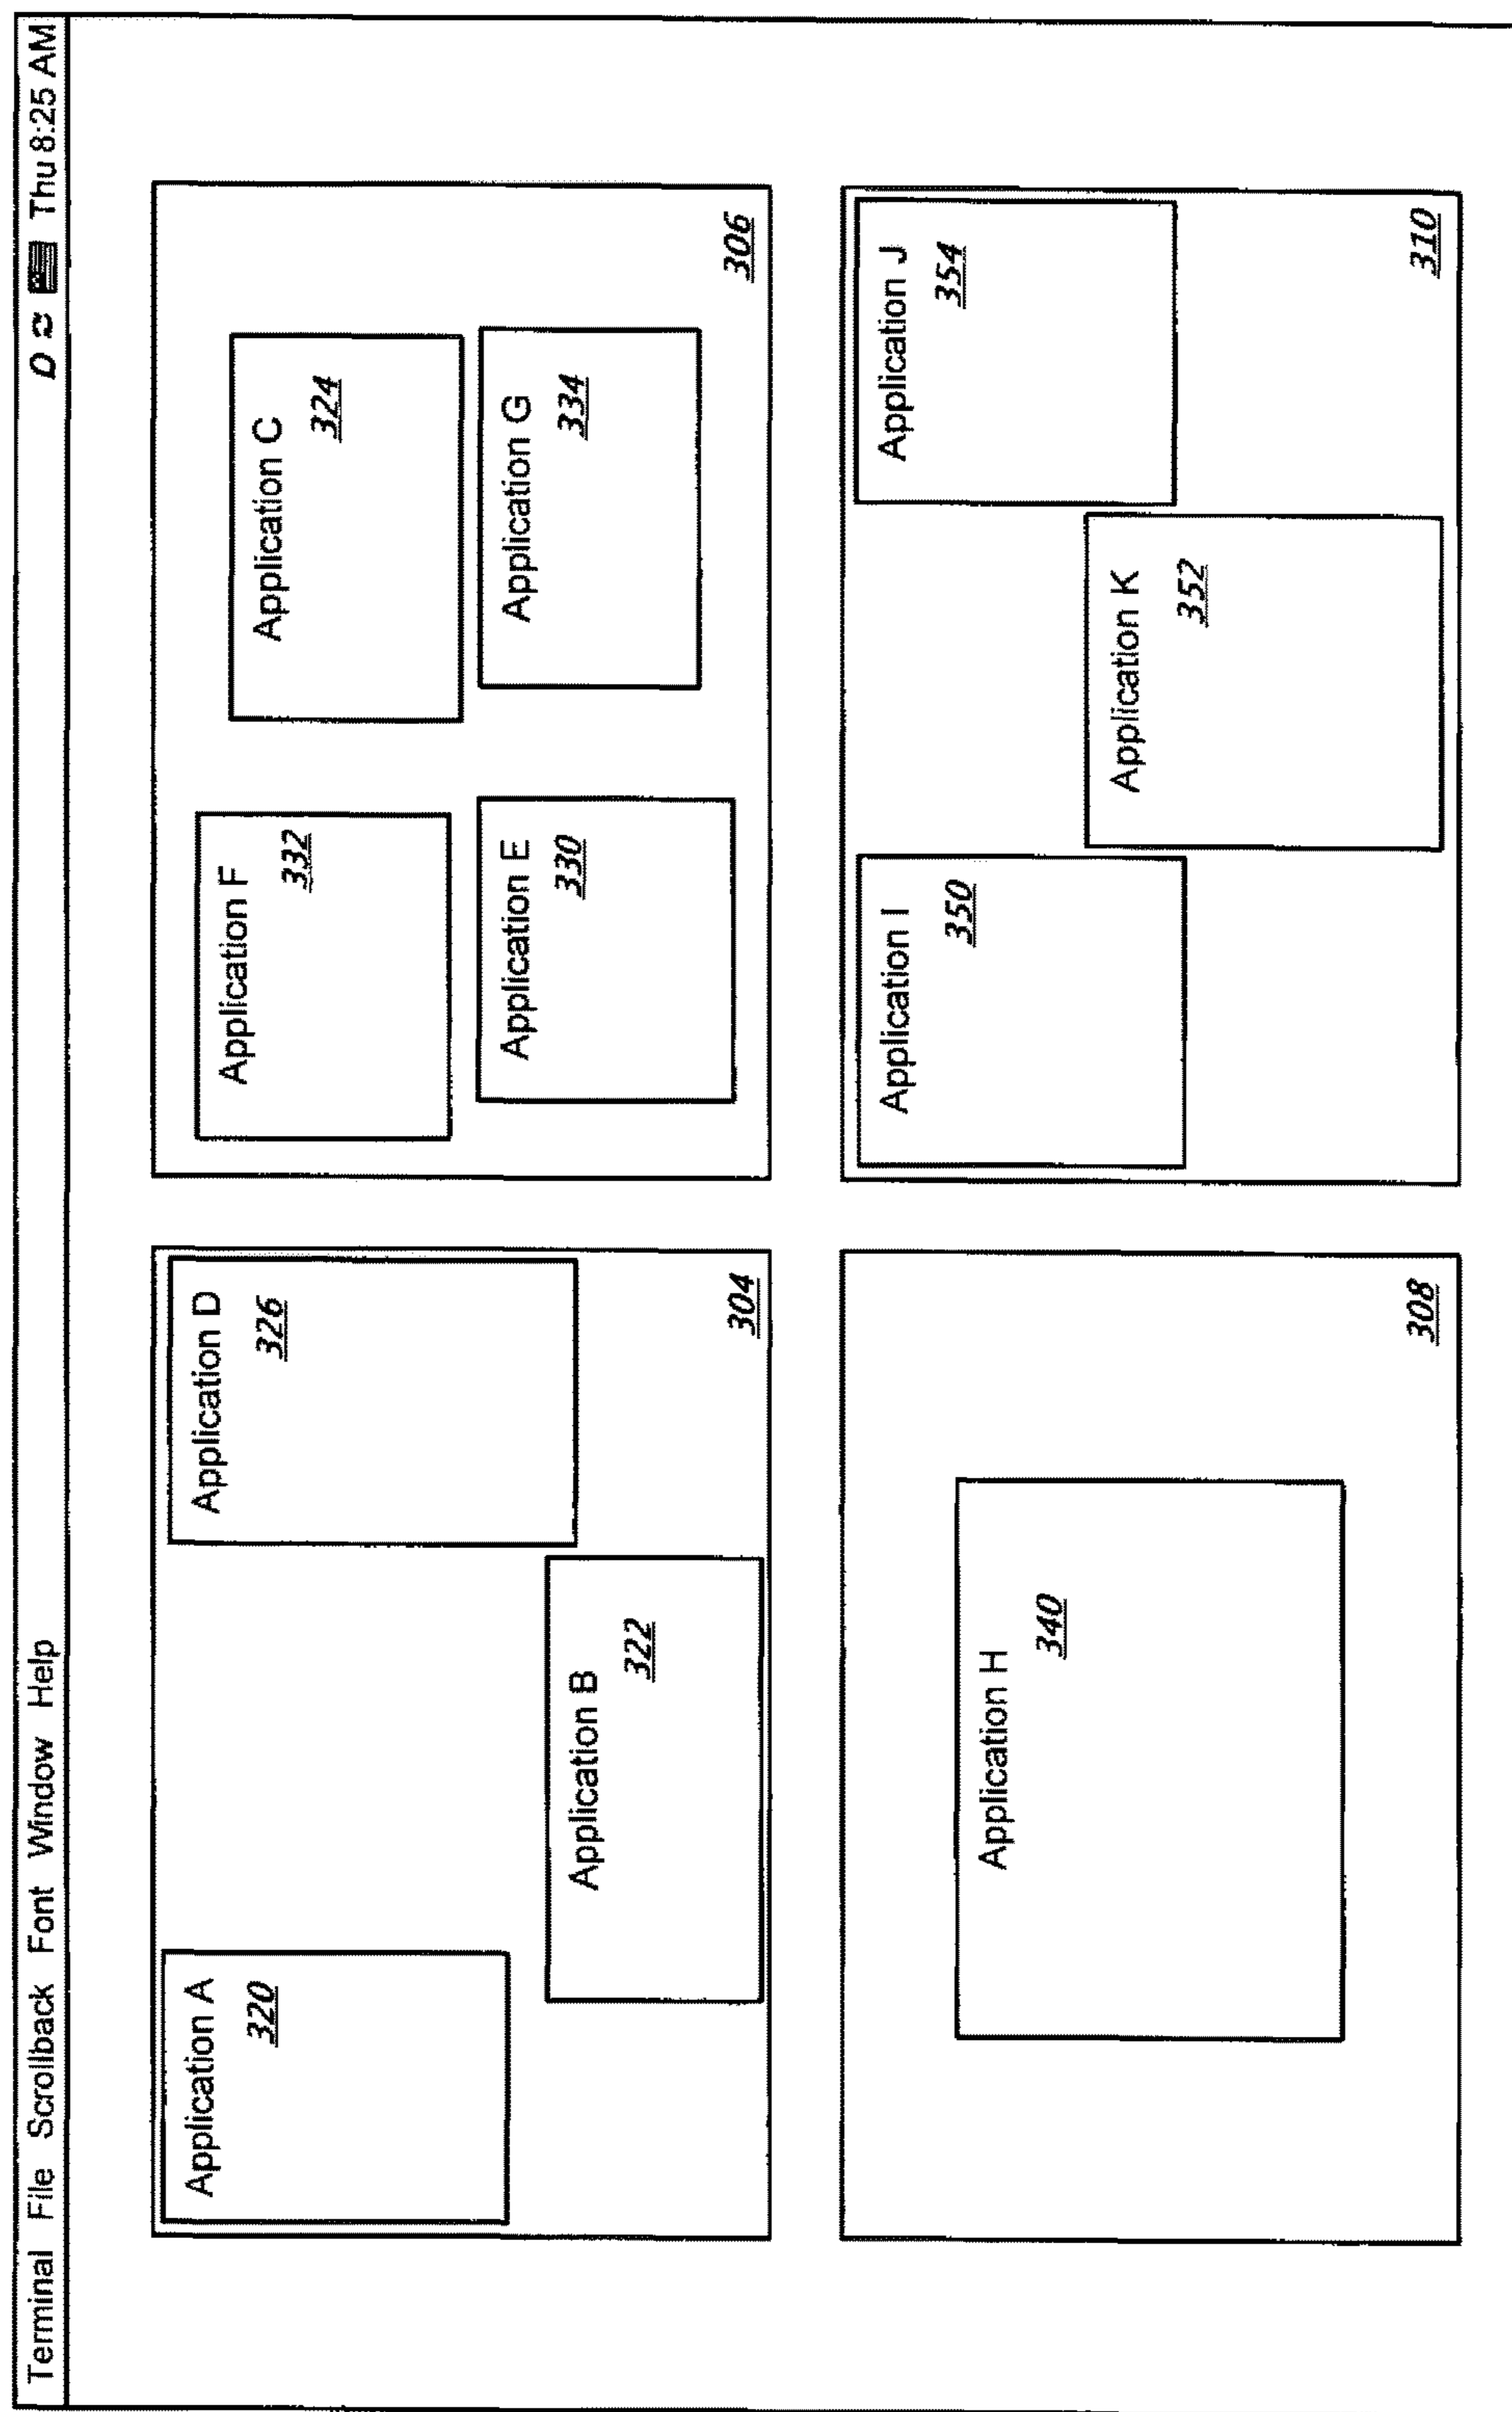 Terminal File Scrollback Font Window Help Thu 8:25 AM
Application A
320
Application D
326
Application B
322
304
Application F
332
Application C
324
Application E
330
Application G
334
306
Application H
340
308
Application I
350
Application J
354
Application K
352
310